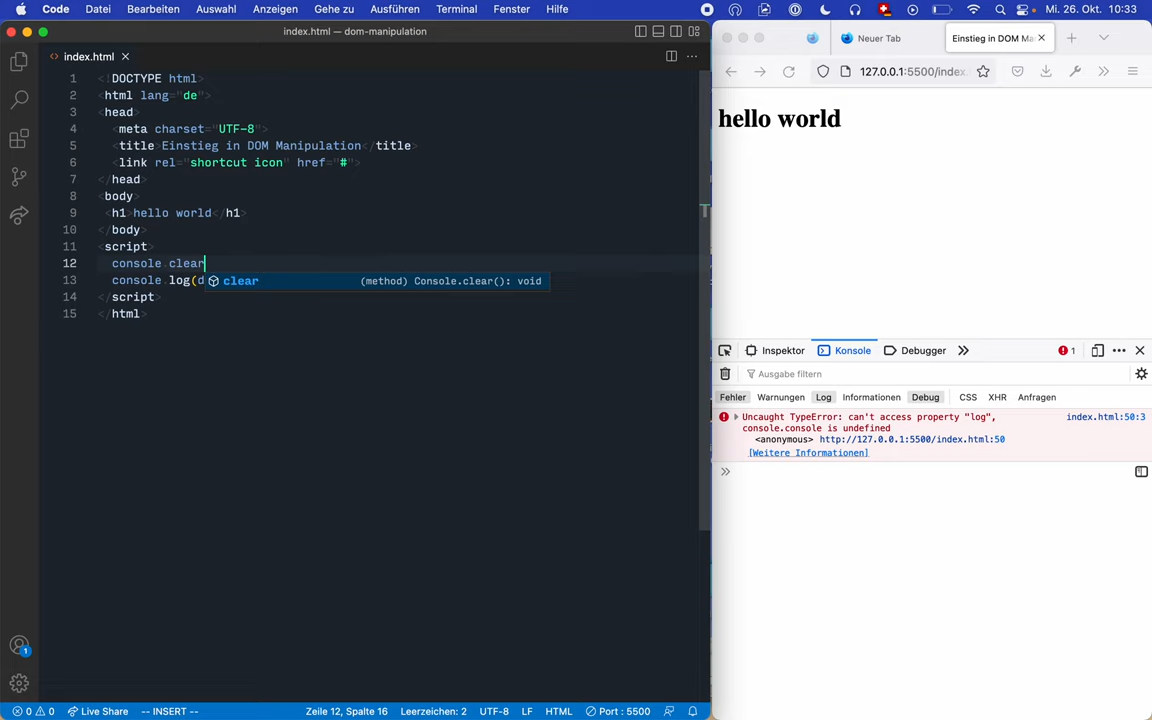 Code Datei Bearbeiten Auswahl Anzeigen Gehe zu Ausführen Terminal Fenster Hilfe Mi. 26. Okt. 10:33
index.html — dom-manipulation
Neuer Tab Einstieg in DOM Ma
<> index.html
127.0.0.1:5500/index.
1 <!DOCTYPE html>
2 <html lang="de">
3 <head>
4 <meta charset="UTF-8">
5 <title>Einstieg in DOM Manipulation</title>
6 <link rel="shortcut icon" href="#">
7 </head>
8 <body>
9 <h1>hello world</h1>
10 </body>
11 <script>
12 console.clear
clear (method) Console.clear(): void
13 console.log(d
14 </script>
15 </html>
hello world
Inspektor Konsole Debugger 1
Ausgabe filtern
Fehler Warnungen Log Informationen Debug CSS XHR Anfragen
Uncaught TypeError: can't access property "log", index.html:50:3
console.console is undefined
<anonymous> http://127.0.0.1:5500/index.html:50
[Weitere Informationen]
1
0 0 Live Share -- INSERT -- Zeile 12, Spalte 16 Leerzeichen: 2 UTF-8 LF HTML Port : 5500